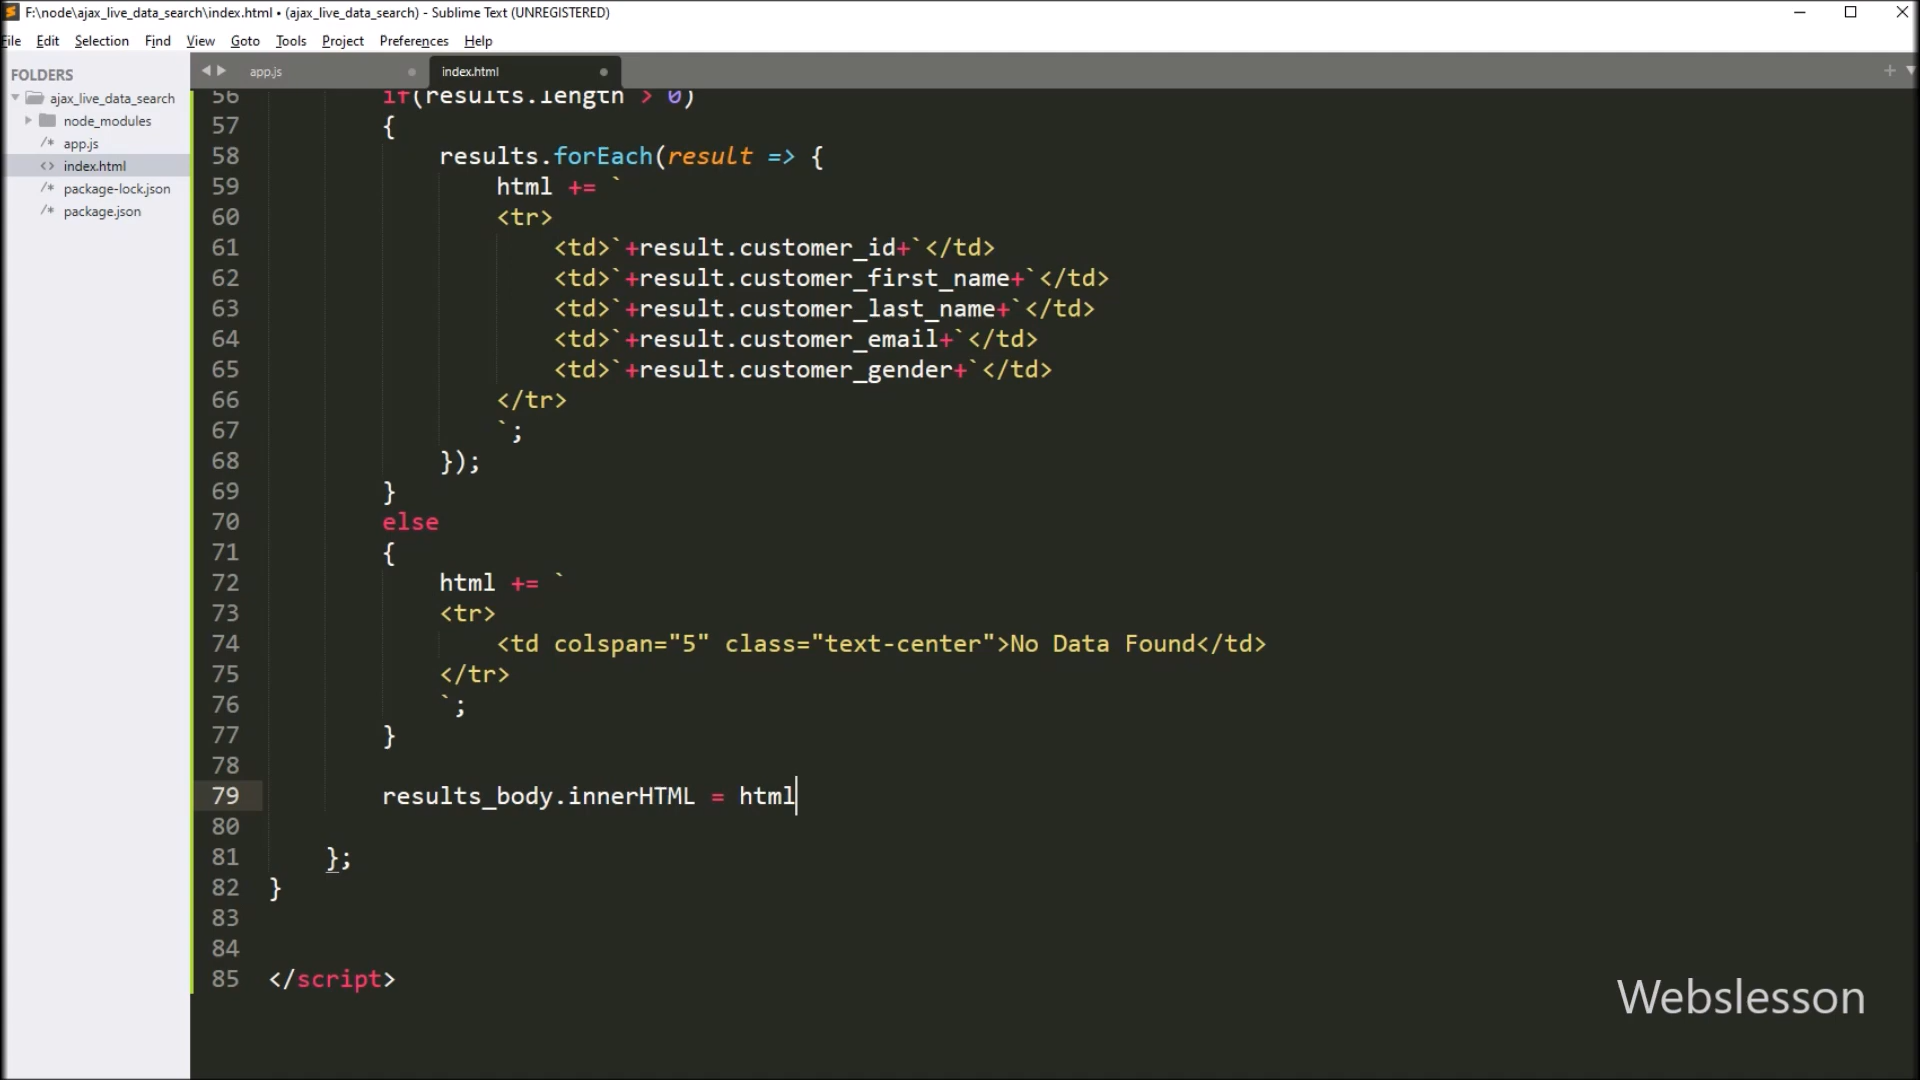 F:\node\ajax_live_data_search\index.html • (ajax_live_data_search) - Sublime Text (UNREGISTERED)
File Edit Selection Find View Goto Tools Project Preferences Help
FOLDERS
ajax_live_data_search
node_modules
/* app.js
<> index.html
/* package-lock.json
/* package.json
app.js
index.html
56 if(results.length > 0)
57 {
58 results.forEach(result => {
59 html += `
60 <tr>
61 <td>`+result.customer_id+`</td>
62 <td>`+result.customer_first_name+`</td>
63 <td>`+result.customer_last_name+`</td>
64 <td>`+result.customer_email+`</td>
65 <td>`+result.customer_gender+`</td>
66 </tr>
67 `;
68 });
69 }
70 else
71 {
72 html += `
73 <tr>
74 <td colspan="5" class="text-center">No Data Found</td>
75 </tr>
76 `;
77 }
78
79 results_body.innerHTML = html
80
81 };
82 }
83
84
85 </script>
Webslesson